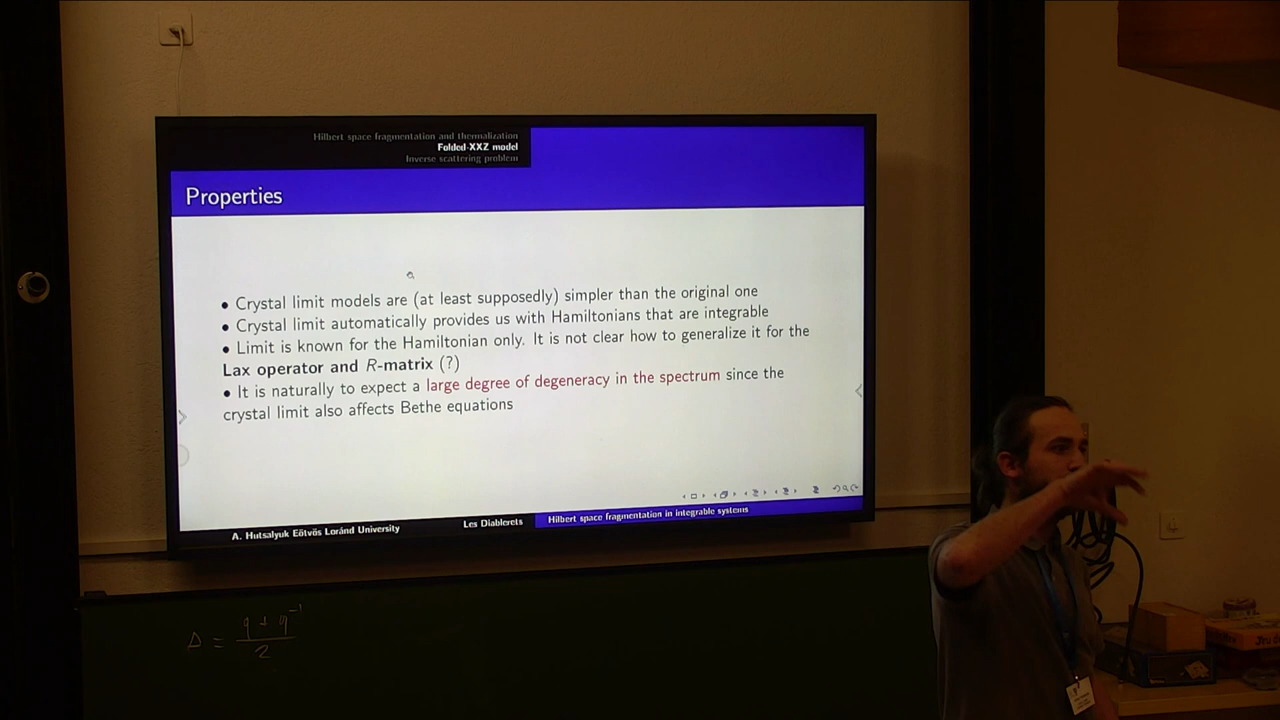 Hilbert space fragmentation and thermalization
Folded-XXZ model
Inverse scattering problem
Properties
• Crystal limit models are (at least supposedly) simpler than the original one
• Crystal limit automatically provides us with Hamiltonians that are integrable
• Limit is known for the Hamiltonian only. It is not clear how to generalize it for the
Lax operator and R-matrix (?)
• It is naturally to expect a large degree of degeneracy in the spectrum since the
crystal limit also affects Bethe equations
A. Hutsalyuk Eötvös Loránd University
Les Diablerets
Hilbert space fragmentation in integrable systems
Δ = q + q⁻¹
2